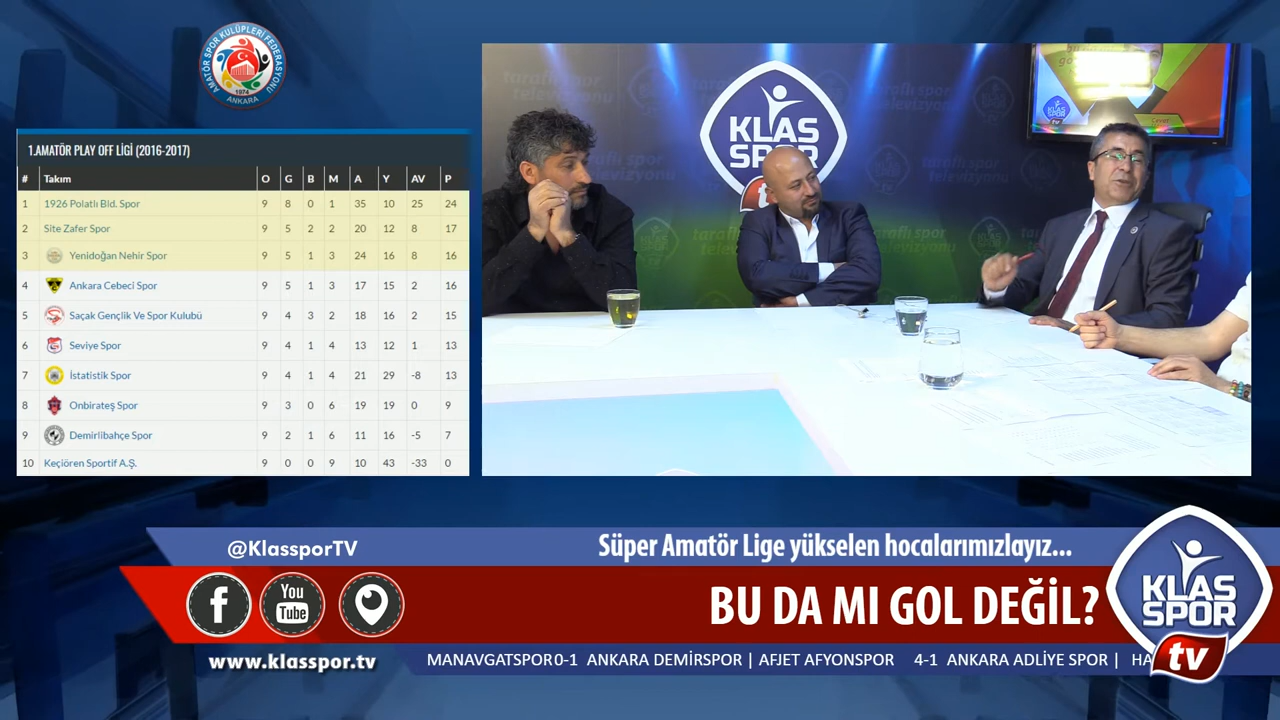 AMATÖR SPOR KULÜPLERİ FEDERASYONU
1974
ANKARA
1.AMATÖR PLAY OFF LİGİ (2016-2017)
# Takım O G B M A Y AV P
1 1926 Polatlı Bld. Spor 9 8 0 1 35 10 25 24
2 Site Zafer Spor 9 5 2 2 20 12 8 17
3 Yenidoğan Nehir Spor 9 5 1 3 24 16 8 16
4 Ankara Cebeci Spor 9 5 1 3 17 15 2 16
5 Saçak Gençlik Ve Spor Kulubü 9 4 3 2 18 16 2 15
6 Seviye Spor 9 4 1 4 13 12 1 13
7 İstatistik Spor 9 4 1 4 21 29 -8 13
8 Onbirateş Spor 9 3 0 6 19 19 0 9
9 Demirlibahçe Spor 9 2 1 6 11 16 -5 7
10 Keçiören Sportif A.Ş. 9 0 0 9 10 43 -33 0
KLAS
SPOR
tv
taraflı spor
televizyonu
@KlassporTV
Süper Amatör Lige yükselen hocalarımızlayız...
You
Tube
BU DA MI GOL DEĞİL?
KLAS
SPOR
tv
www.klasspor.tv
MANAVGATSPOR 0-1 ANKARA DEMİRSPOR | AFJET AFYONSPOR 4-1 ANKARA ADLİYE SPOR | HA